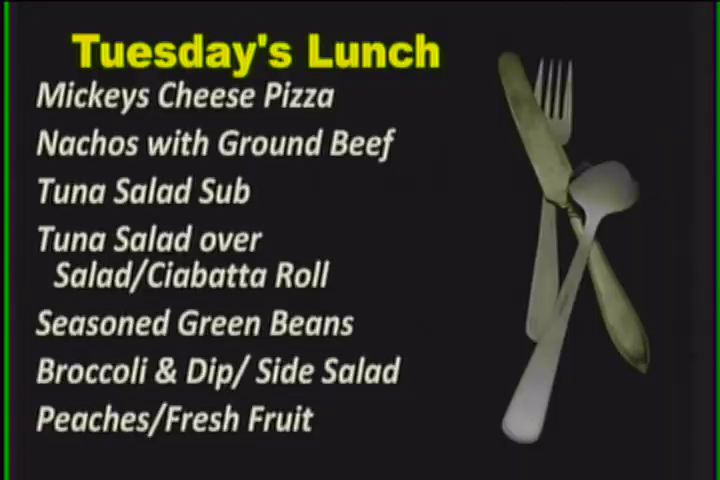 Tuesday's Lunch
Mickeys Cheese Pizza
Nachos with Ground Beef
Tuna Salad Sub
Tuna Salad over
Salad/Ciabatta Roll
Seasoned Green Beans
Broccoli & Dip/ Side Salad
Peaches/Fresh Fruit